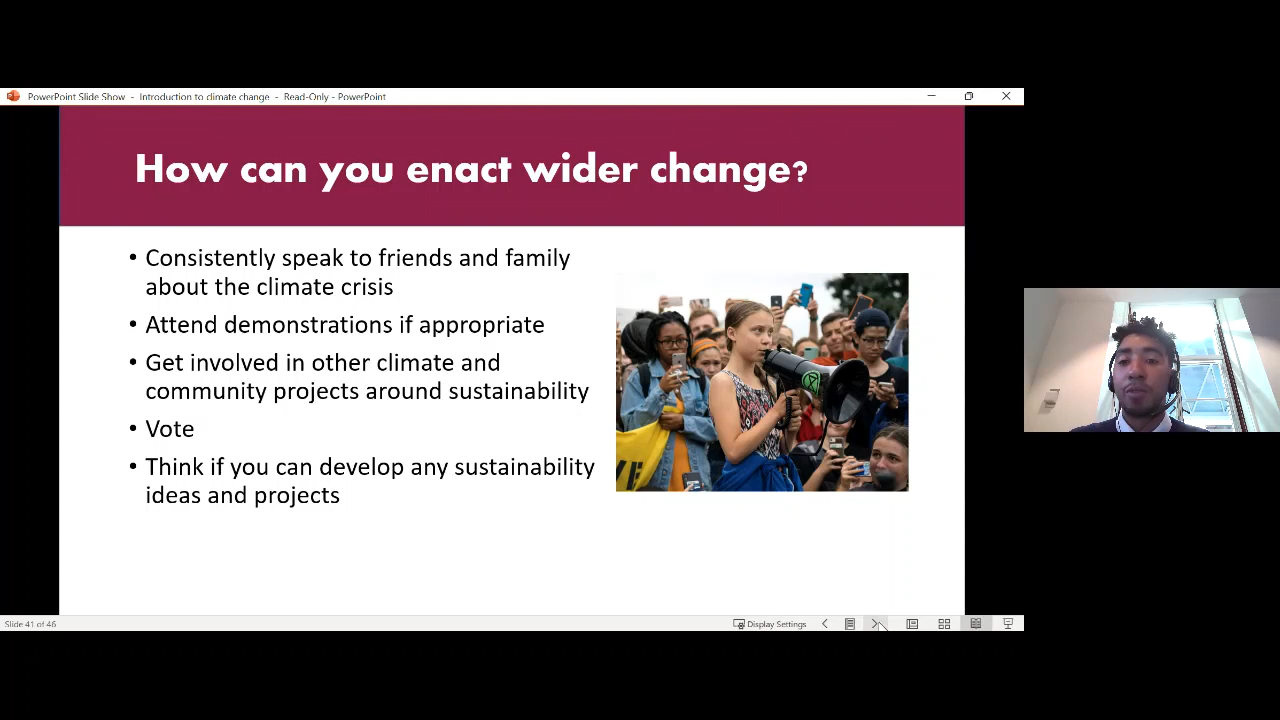 PowerPoint Slide Show - Introduction to climate change - Read-Only - PowerPoint
How can you enact wider change?
• Consistently speak to friends and family
about the climate crisis
• Attend demonstrations if appropriate
• Get involved in other climate and
community projects around sustainability
• Vote
• Think if you can develop any sustainability
ideas and projects
Slide 41 of 46
Display Settings